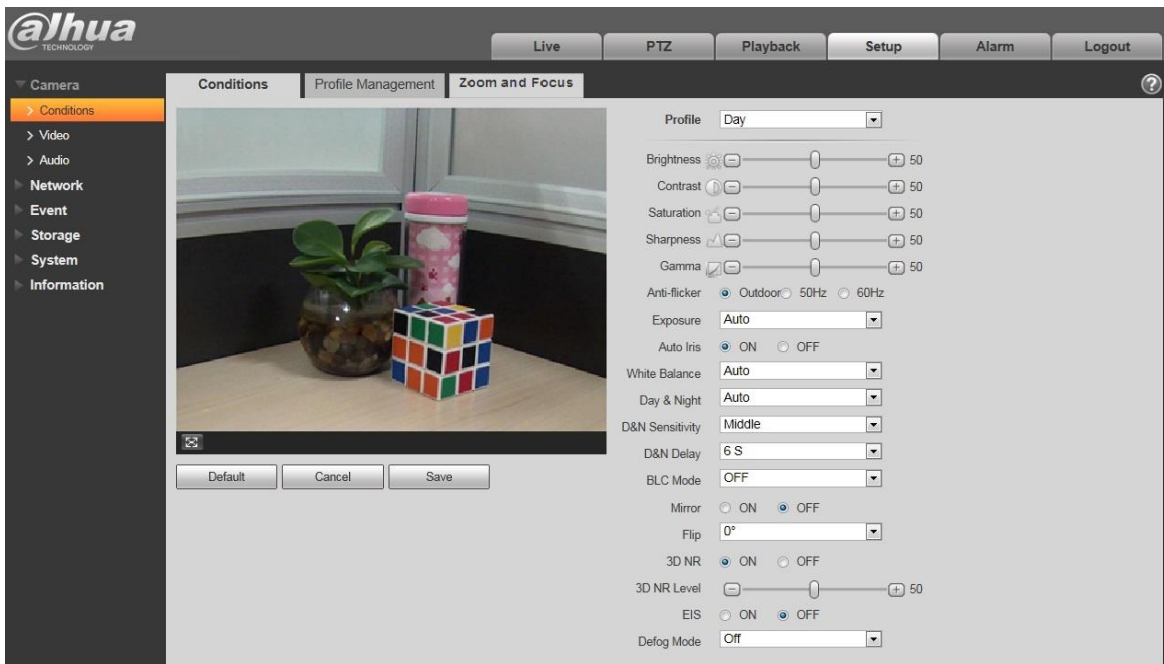 alhua
TECHNOLOGY
Live PTZ Playback Setup Alarm Logout
Camera
Conditions
Video
Audio
Network
Event
Storage
System
Information
Conditions Profile Management Zoom and Focus
Default Cancel Save
Profile Day
Brightness 50
Contrast 50
Saturation 50
Sharpness 50
Gamma 50
Anti-flicker Outdoor 50Hz 60Hz
Exposure Auto
Auto Iris ON OFF
White Balance Auto
Day & Night Auto
D&N Sensitivity Middle
D&N Delay 6 S
BLC Mode OFF
Mirror ON OFF
Flip 0°
3D NR ON OFF
3D NR Level 50
EIS ON OFF
Defog Mode Off